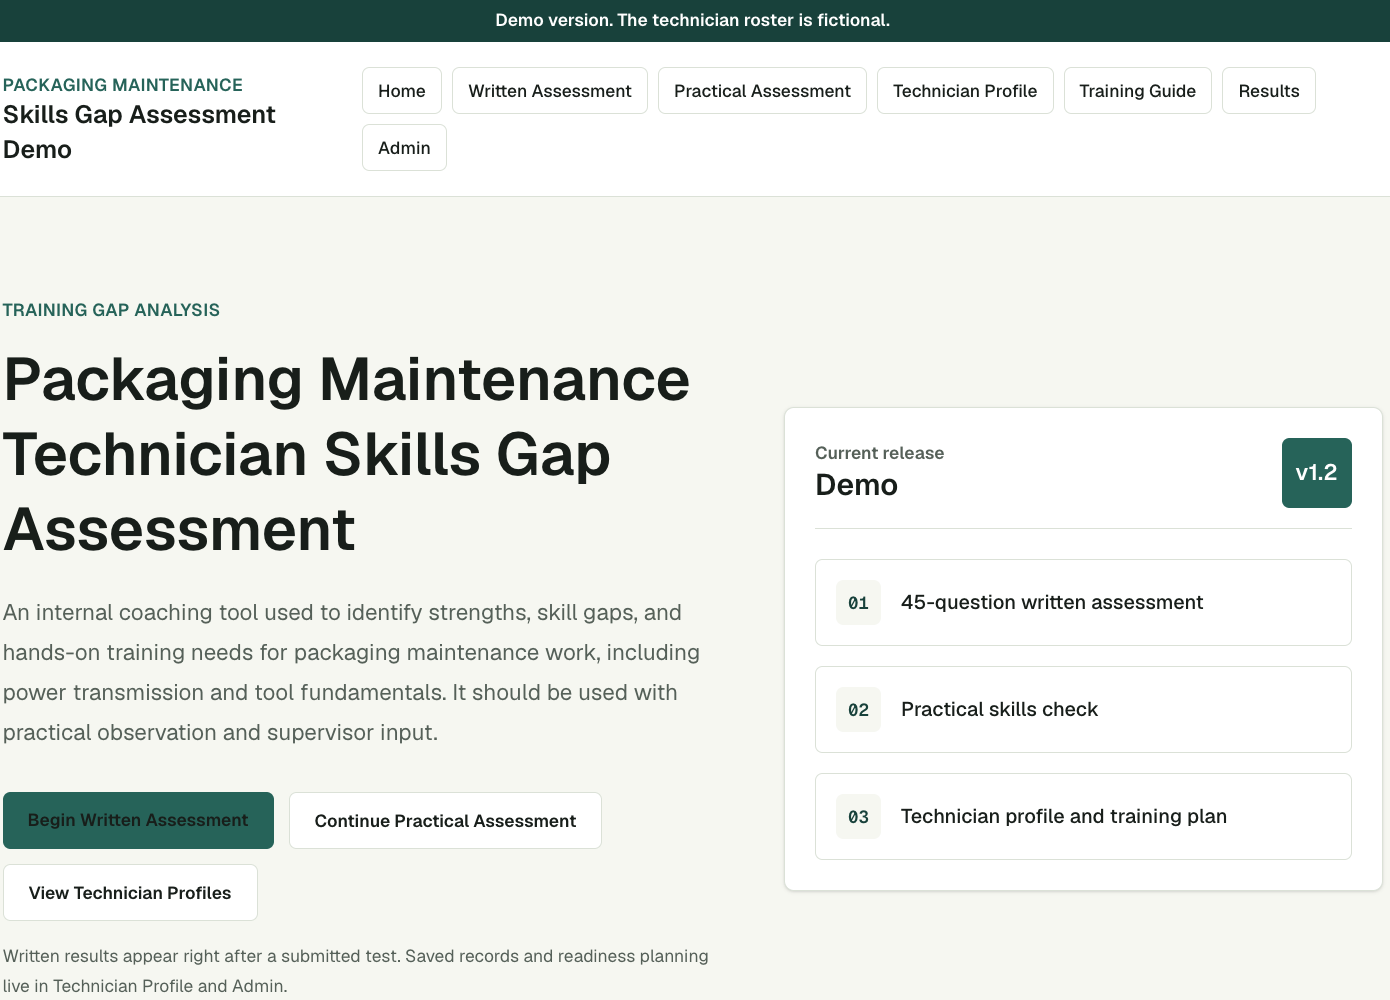 Demo version. The technician roster is fictional.
PACKAGING MAINTENANCE
Skills Gap Assessment
Demo
Home
Written Assessment
Practical Assessment
Technician Profile
Training Guide
Results
Admin
TRAINING GAP ANALYSIS
Packaging Maintenance
Technician Skills Gap
Assessment
An internal coaching tool used to identify strengths, skill gaps, and
hands-on training needs for packaging maintenance work, including
power transmission and tool fundamentals. It should be used with
practical observation and supervisor input.
Begin Written Assessment
Continue Practical Assessment
View Technician Profiles
Written results appear right after a submitted test. Saved records and readiness planning
live in Technician Profile and Admin.
Current release
Demo
v1.2
01 45-question written assessment
02 Practical skills check
03 Technician profile and training plan